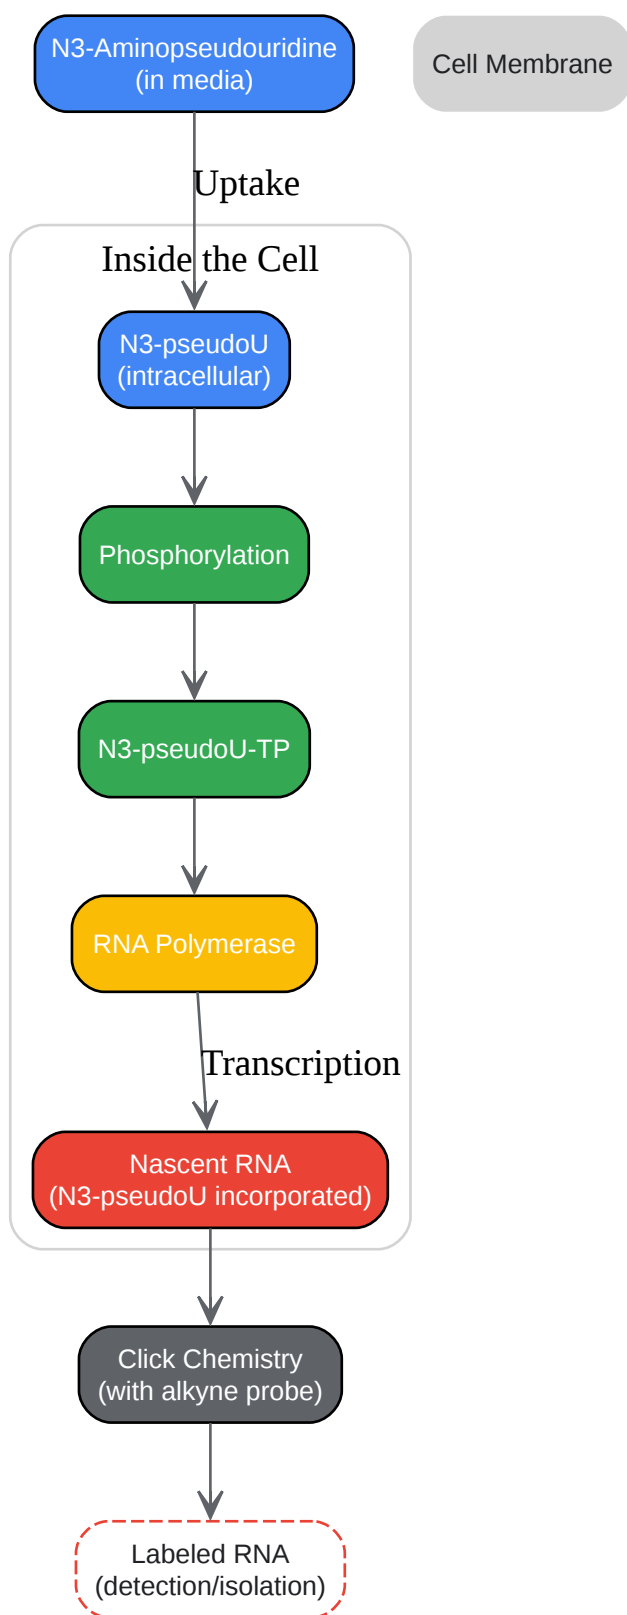 N3-Aminopseudouridine
(in media)
Cell Membrane
Uptake
Inside the Cell
N3-pseudoU
(intracellular)
Phosphorylation
N3-pseudoU-TP
RNA Polymerase
Transcription
Nascent RNA
(N3-pseudoU incorporated)
Click Chemistry
(with alkyne probe)
Labeled RNA
(detection/isolation)